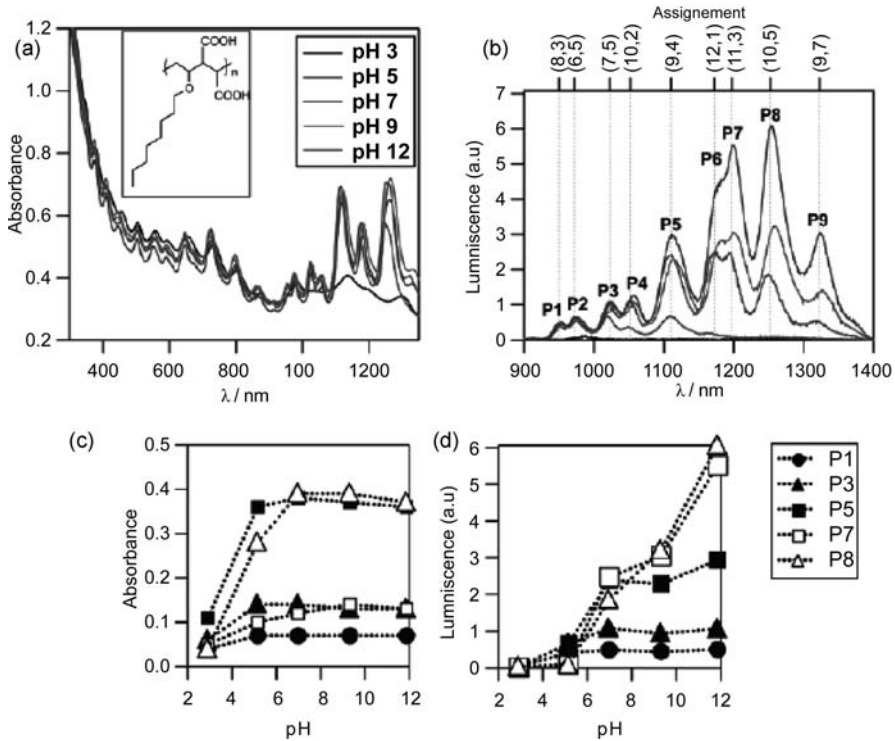 (a)
1.2
1.0
0.8
0.6
0.4
0.2
Absorbance
COOH
n
O
COOH
pH 3
pH 5
pH 7
pH 9
pH 12
400 600 800 100 1200
λ / nm
Assignement
(b)
(8,3) (6,5) (7,5) (10,2) (9,4) (12,1) (11,3) (10,5) (9,7)
7
6
5
4
3
2
1
0
Lumniscence (a.u)
P1 P2 P3 P4 P5 P6 P7 P8 P9
900 1000 1100 1200 1300 1400
λ / nm
(c)
0.5
0.4
0.3
0.2
0.1
0.0
Absorbance
2 4 6 8 10 12
pH
(d)
6
5
4
3
2
1
0
Lumniscence (a.u)
2 4 6 8 10 12
pH
P1
P3
P5
P7
P8